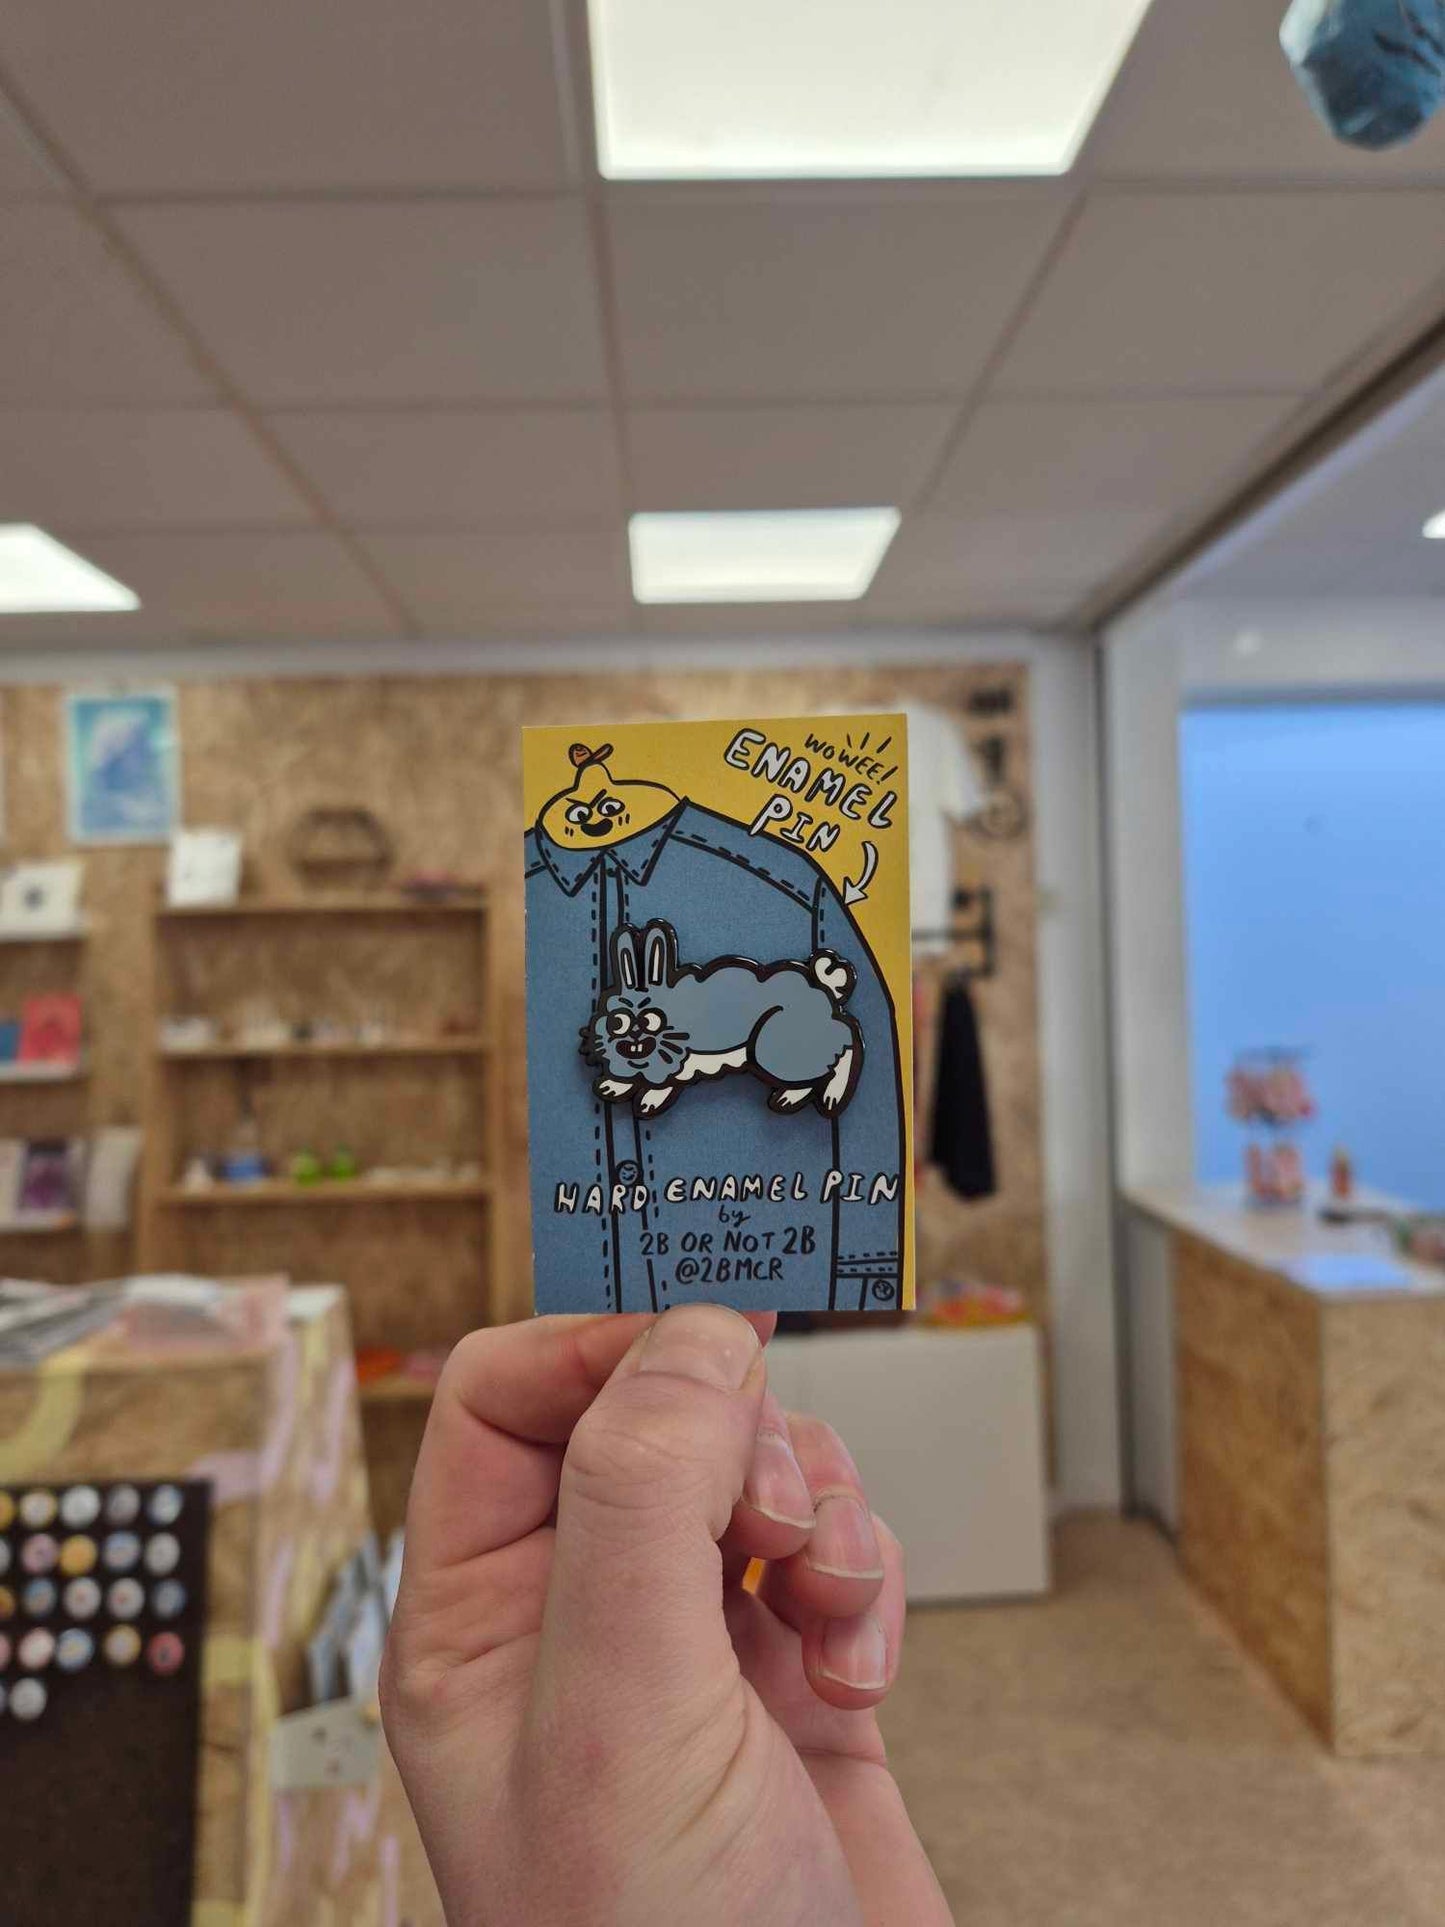 WOWEE!
ENAMEL
PIN
HARD ENAMEL PIN
by
2B OR NOT 2B
@2BMCR